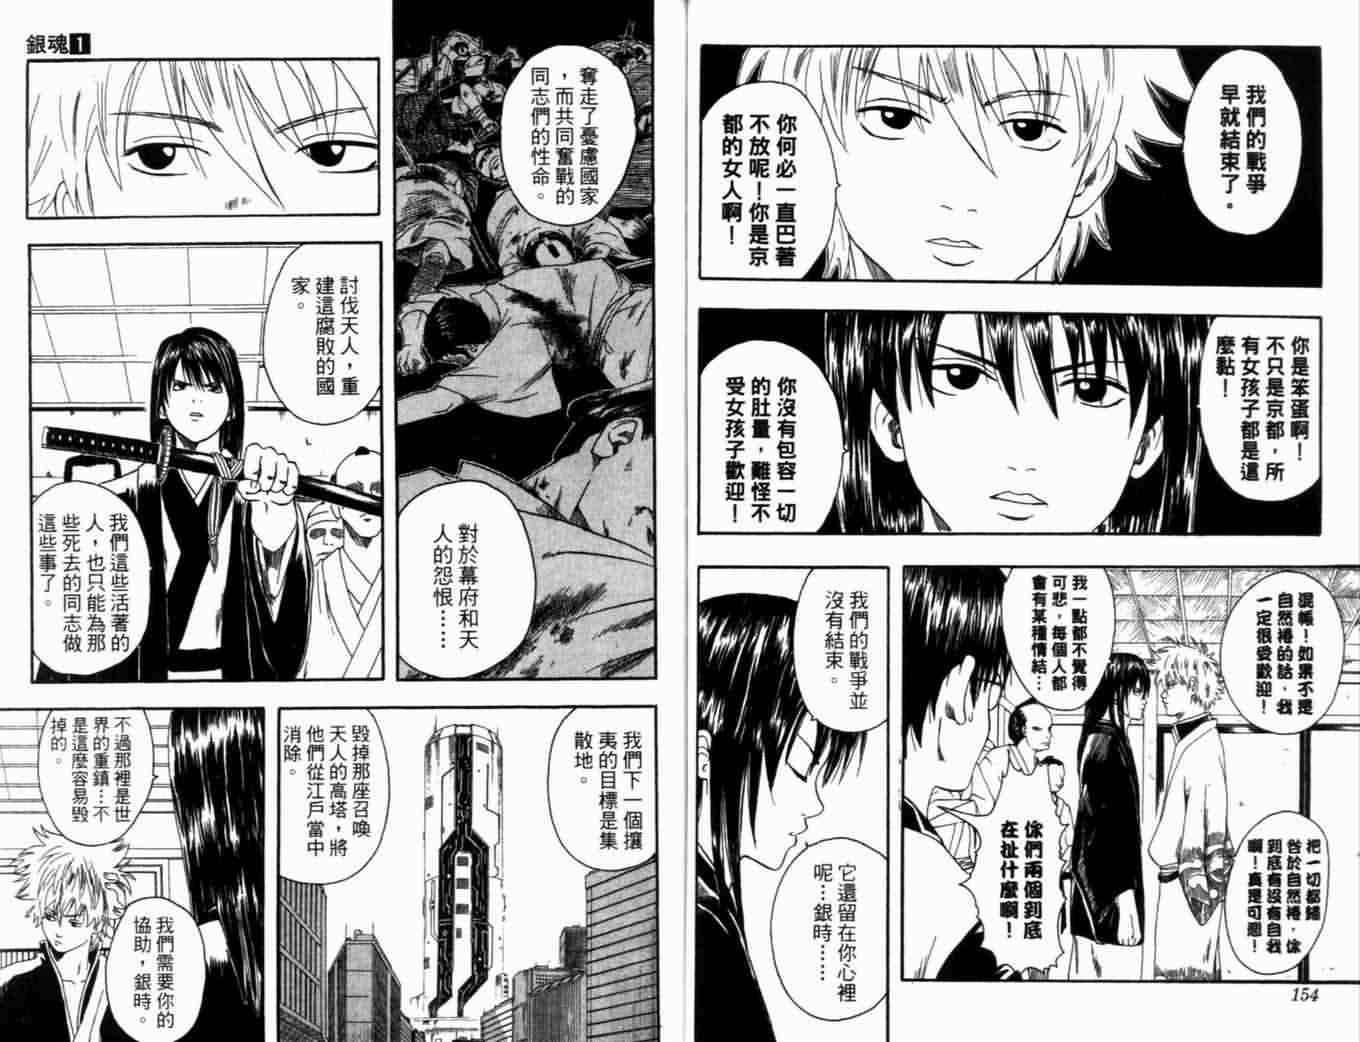 我們的戰爭
早就結束了。
你何必一直巴著
不放呢！你是京
都的女人啊！
你是笨蛋啊！
不只是京都，所
有女孩子都是這
麼黏！
你沒有包容一切
的肚量，難怪不
受女孩子歡迎！
混帳！如果不是
自然捲的話，我
一定很受歡迎！
把一切都歸
咎於自然捲，你
到底有沒有自我
啊！真是可悲！
我一點都不覺得
可悲，每個人都
會有某種情結…
你們兩個到底
在扯什麼啊！
我們的戰爭並
沒有結束。
它還留在你心裡
呢…銀時……
154
銀魂1
奪走了憂慮國家
，而共同奮戰的
同志們的性命。
對於幕府和天
人的怨恨……
討伐天人，重
建這腐敗的國
家。
我們這些活著的
人，也只能為那
些死去的同志做
這些事了。
我們下一個攘
夷的目標是集
散地。
毀掉那座召喚
天人的高塔，將
他們從江戶當中
消除。
不過那裡是世
界的重鎮…不
是這麼容易毀
掉的。
我們需要你的
協助，銀時。